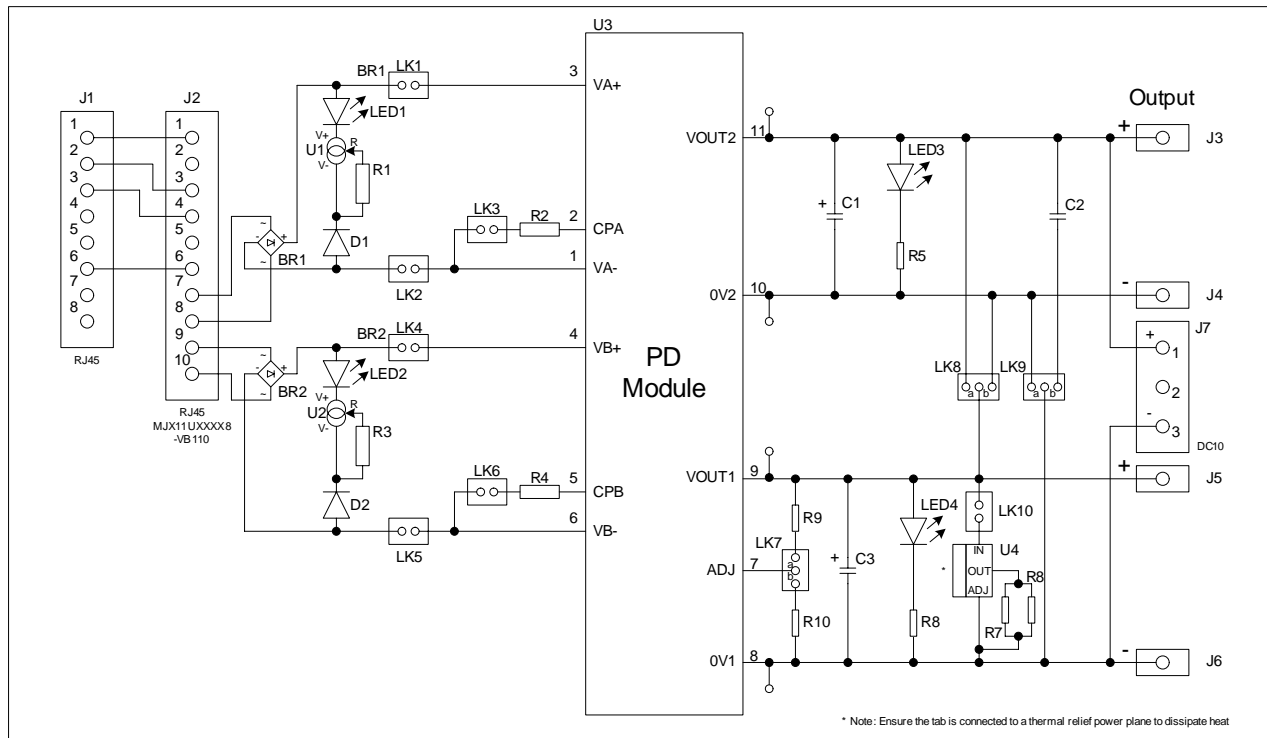 U3
J1
J2
1
2
3
4
5
6
7
8
RJ45
1
2
3
4
5
6
7
8
9
10
RJ45
MJX11UXXXX8
-VB110
~
-
+
~
BR1
BR1
LK1
LED1
V+
U1
R
V-
R1
D1
LK2
LK3
R2
~
-
+
~
BR2
BR2
LK4
LED2
V+
U2
R
V-
R3
D2
LK5
LK6
R4
3
VA+
2
CPA
1
VA-
4
VB+
5
CPB
6
VB-
PD
Module
VOUT2
11
0V2
10
VOUT1
9
ADJ
7
0V1
8
Output
+
J3
-
J4
J7
+
1
2
-
3
DC10
+
J5
-
J6
+
C1
LED3
R5
C2
LK8
a
b
LK9
a
b
R9
LK7
a
b
R10
+
C3
LED4
R8
LK10
U4
IN
OUT
ADJ
*
R7
R8
* Note: Ensure the tab is connected to a thermal relief power plane to dissipate heat